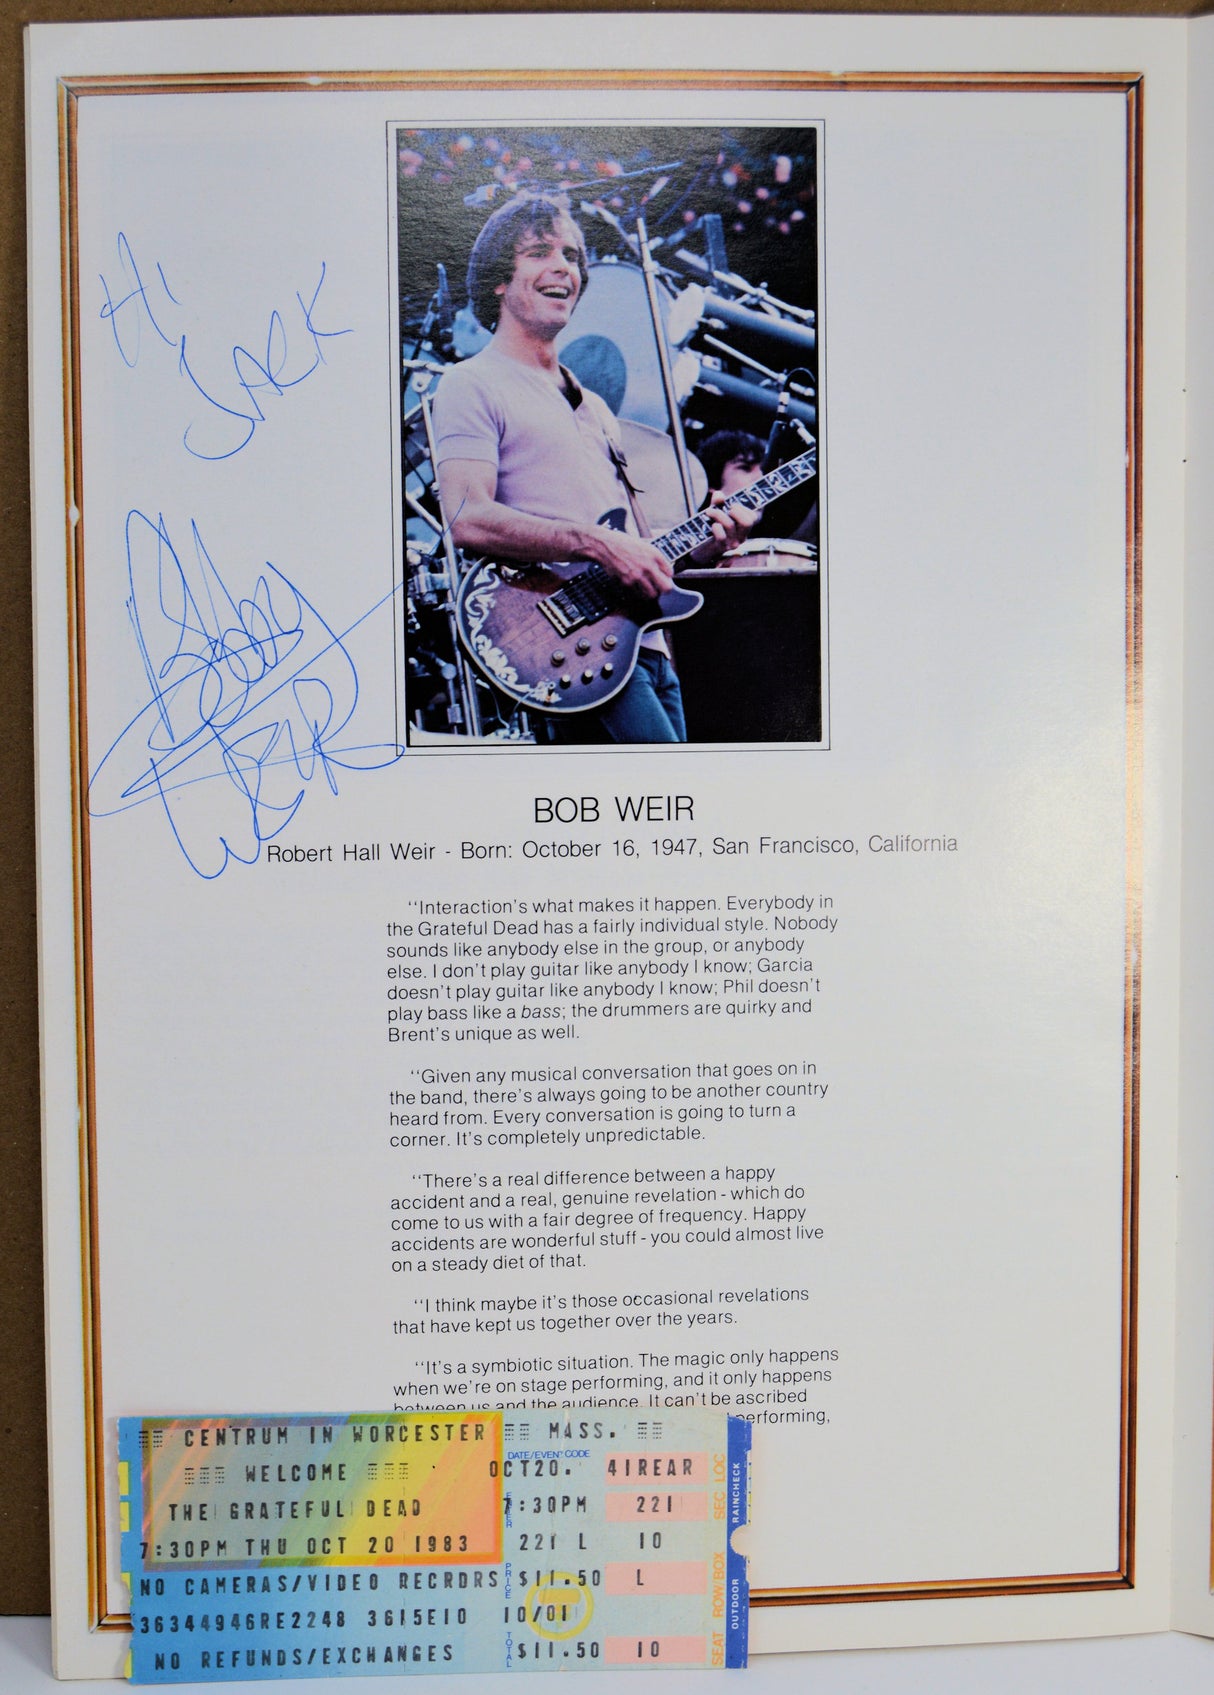 Hi
JACK
Bobby
WEIR
BOB WEIR
Robert Hall Weir - Born: October 16, 1947, San Francisco, California
"Interaction's what makes it happen. Everybody in
the Grateful Dead has a fairly individual style. Nobody
sounds like anybody else in the group, or anybody
else. I don't play guitar like anybody I know; Garcia
doesn't play guitar like anybody I know; Phil doesn't
play bass like a bass; the drummers are quirky and
Brent's unique as well.
"Given any musical conversation that goes on in
the band, there's always going to be another country
heard from. Every conversation is going to turn a
corner. It's completely unpredictable.
"There's a real difference between a happy
accident and a real, genuine revelation - which do
come to us with a fair degree of frequency. Happy
accidents are wonderful stuff - you could almost live
on a steady diet of that.
"I think maybe it's those occasional revelations
that have kept us together over the years.
"It's a symbiotic situation. The magic only happens
when we're on stage performing, and it only happens
between us and the audience. It can't be ascribed
performing,
CENTRUM IN WORCESTER MASS.
DATE/EVENT CODE
WELCOME OCT20. 41REAR
THE GRATEFUL DEAD 7:30PM 221
7:30PM THU OCT 20 1983 221 L 10
NO CAMERAS/VIDEO RECRDRS PRICE $11.50 L
36344946RE2248 3615E10 10/01
NO REFUNDS/EXCHANGES TOTAL $11.50 10
SEC LOC
ROW/BOX
SEAT
RAINCHECK
OUTDOOR